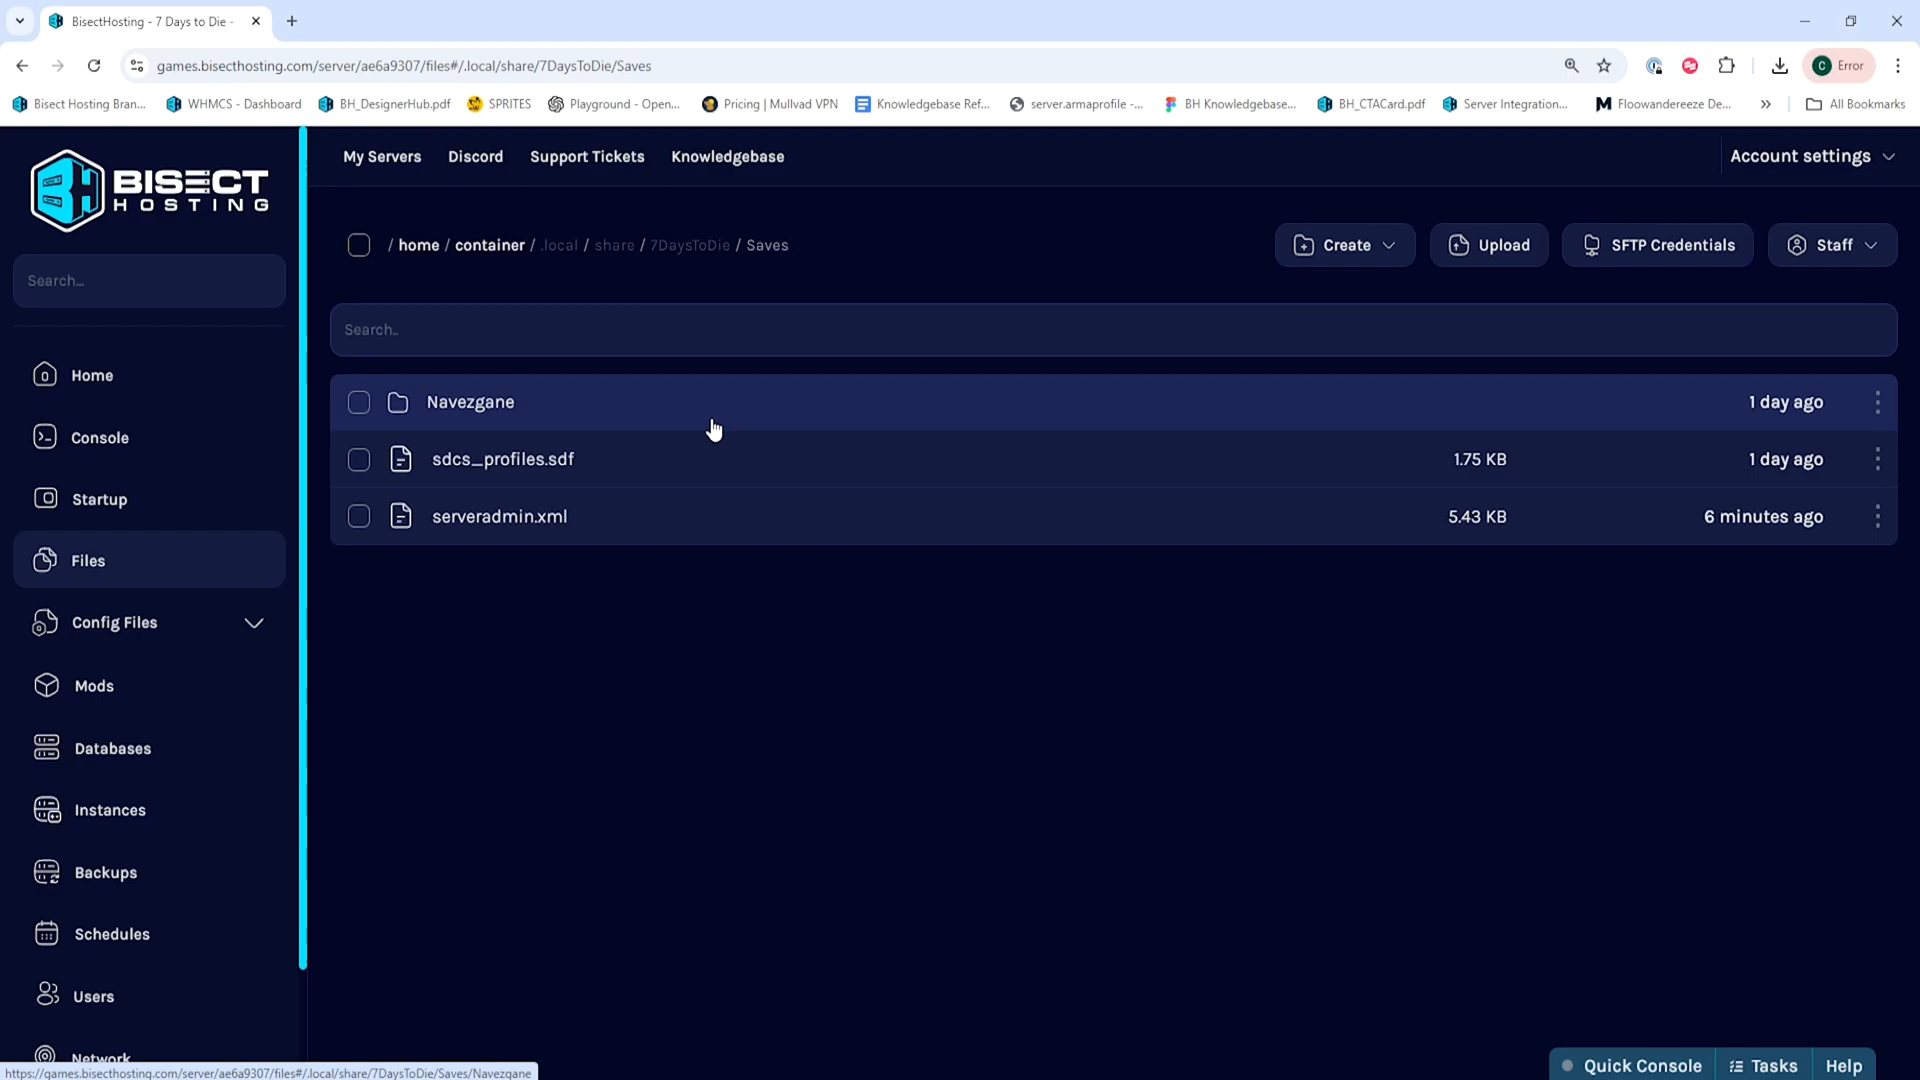 BisectHosting - 7 Days to Die -
games.bisecthosting.com/server/ae6a9307/files#/.local/share/7DaysToDie/Saves
C Error
Bisect Hosting Bran...
WHMCS - Dashboard
BH_DesignerHub.pdf
SPRITES
Playground - Open...
Pricing | Mullvad VPN
Knowledgebase Ref...
server.armaprofile -...
BH Knowledgebase...
BH_CTACard.pdf
Server Integration...
Floowandereeze De...
All Bookmarks
BISECT
HOSTING
My Servers Discord Support Tickets Knowledgebase
Account settings
Search...
/ home / container / .local / share / 7DaysToDie / Saves
Create
Upload
SFTP Credentials
Staff
Search..
Navezgane 1 day ago
sdcs_profiles.sdf 1.75 KB 1 day ago
serveradmin.xml 5.43 KB 6 minutes ago
Home
Console
Startup
Files
Config Files
Mods
Databases
Instances
Backups
Schedules
Users
Network
https://games.bisecthosting.com/server/ae6a9307/files#/.local/share/7DaysToDie/Saves/Navezgane
Quick Console Tasks Help